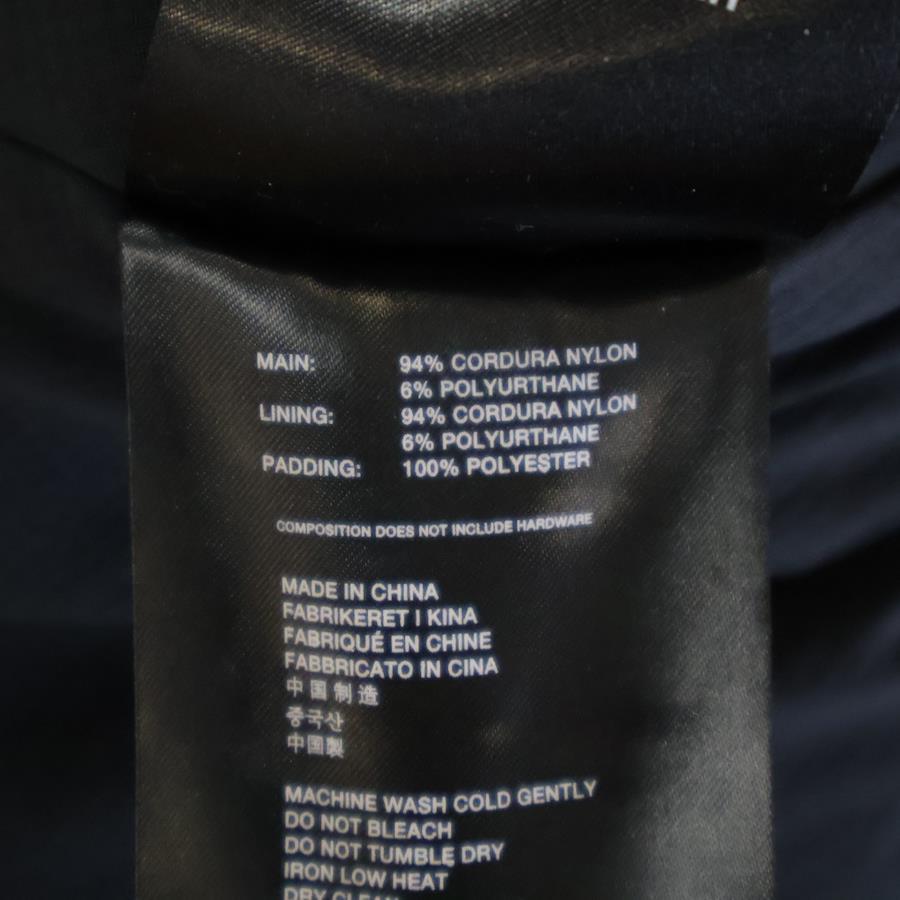 MAIN: 94% CORDURA NYLON
6% POLYURTHANE
LINING: 94% CORDURA NYLON
6% POLYURTHANE
PADDING: 100% POLYESTER
COMPOSITION DOES NOT INCLUDE HARDWARE
MADE IN CHINA
FABRIKERET I KINA
FABRIQUÉ EN CHINE
FABBRICATO IN CINA
中国制造
중국산
中国製
MACHINE WASH COLD GENTLY
DO NOT BLEACH
DO NOT TUMBLE DRY
IRON LOW HEAT
DRY CLEAN